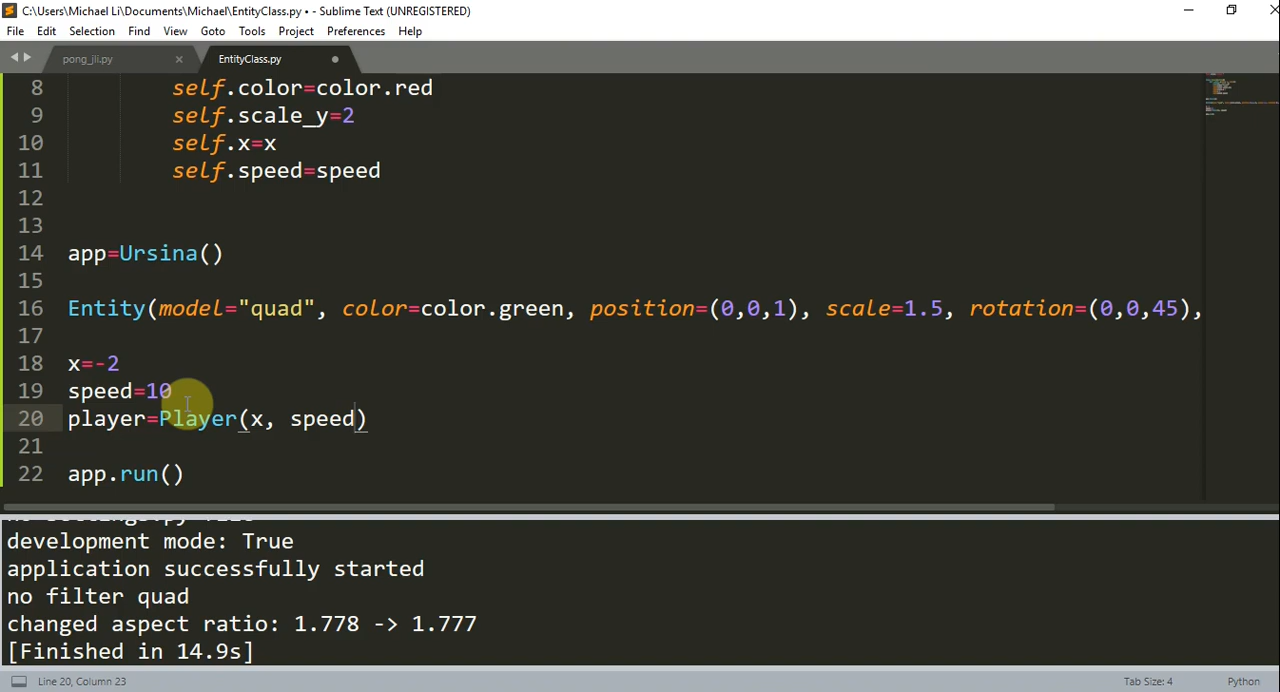 C:\Users\Michael Li\Documents\Michael\EntityClass.py • - Sublime Text (UNREGISTERED)
File Edit Selection Find View Goto Tools Project Preferences Help
pong_jli.py × EntityClass.py
8 self.color=color.red
9 self.scale_y=2
10 self.x=x
11 self.speed=speed
12
13
14 app=Ursina()
15
16 Entity(model="quad", color=color.green, position=(0,0,1), scale=1.5, rotation=(0,0,45),
17
18 x=-2
19 speed=10
20 player=Player(x, speed)
21
22 app.run()
development mode: True
application successfully started
no filter quad
changed aspect ratio: 1.778 -> 1.777
[Finished in 14.9s]
Line 20, Column 23 Tab Size: 4 Python